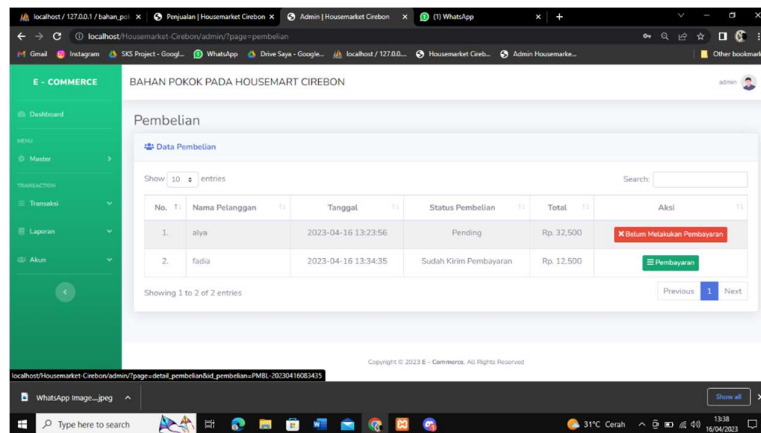 localhost / 127.0.0.1 / bahan_po
Penjualan | Housemarket Cirebon
Admin | Housemarket Cirebon
(1) WhatsApp
localhost/Housemarket-Cirebon/admin/?page=pembelian
Gmail Instagram SKS Project - Googl... WhatsApp Drive Saya - Google... localhost / 127.0.0.... Housemarket Cireb... Admin Housemarke... Other bookmark
E - COMMERCE
BAHAN POKOK PADA HOUSEMART CIREBON
admin
Dashboard
MENU
Master
TRANSACTION
Transaksi
Laporan
Akun
Pembelian
Data Pembelian
Show 10 entries
Search:
No. Nama Pelanggan Tanggal Status Pembelian Total Aksi
1. alya 2023-04-16 13:23:56 Pending Rp. 32,500 Belum Melakukan Pembayaran
2. fadia 2023-04-16 13:34:35 Sudah Kirim Pembayaran Rp. 12,500 Pembayaran
Showing 1 to 2 of 2 entries
Previous 1 Next
Copyright © 2023 E - Commerce. All Rights Reserved
localhost/Housemarket-Cirebon/admin/?page=detail_pembelian&id_pembelian=PMBL-20230416083435
WhatsApp Image....jpeg
Show all
Type here to search
31°C Cerah
13:38
16/04/2023